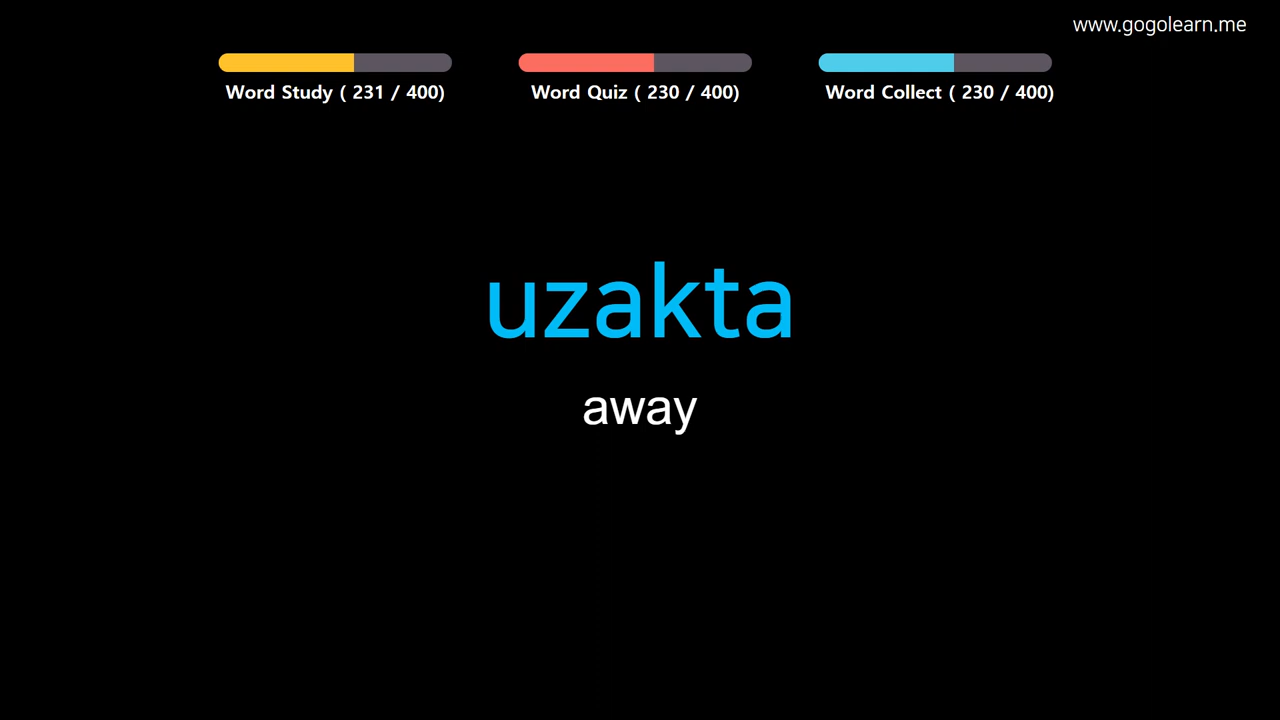 www.gogolearn.me
Word Study ( 231 / 400)
Word Quiz ( 230 / 400)
Word Collect ( 230 / 400)
uzakta
away